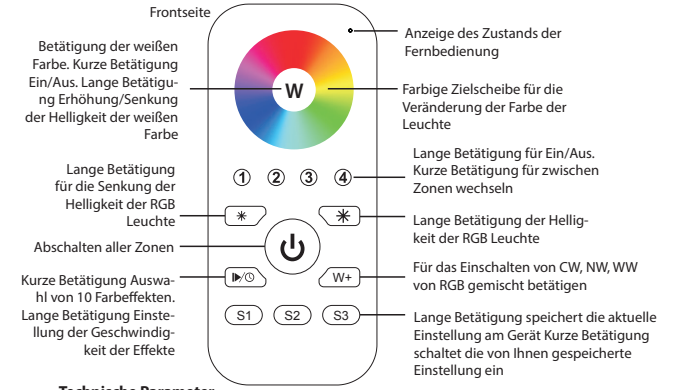 Frontseite
Betätigung der weißen
Farbe. Kurze Betätigung
Ein/Aus. Lange Betätigu-
ng Erhöhung/Senkung
der Helligkeit der weißen
Farbe
Lange Betätigung
für die Senkung der
Helligkeit der RGB
Leuchte
Abschalten aller Zonen
Kurze Betätigung Auswa-
hl von 10 Farbeffekten.
Lange Betätigung Einste-
llung der Geschwindig-
keit der Effekte
W
1 2 3 4
W+
S1 S2 S3
Anzeige des Zustands der
Fernbedienung
Farbige Zielscheibe für die
Veränderung der Farbe der
Leuchte
Lange Betätigung für Ein/Aus.
Kurze Betätigung für zwischen
Zonen wechseln
Lange Betätigung der Hellig-
keit der RGB Leuchte
Für das Einschalten von CW, NW, WW
von RGB gemischt betätigen
Lange Betätigung speichert die aktuelle
Einstellung am Gerät Kurze Betätigung
schaltet die von Ihnen gespeicherte
Einstellung ein
Technische Parameter